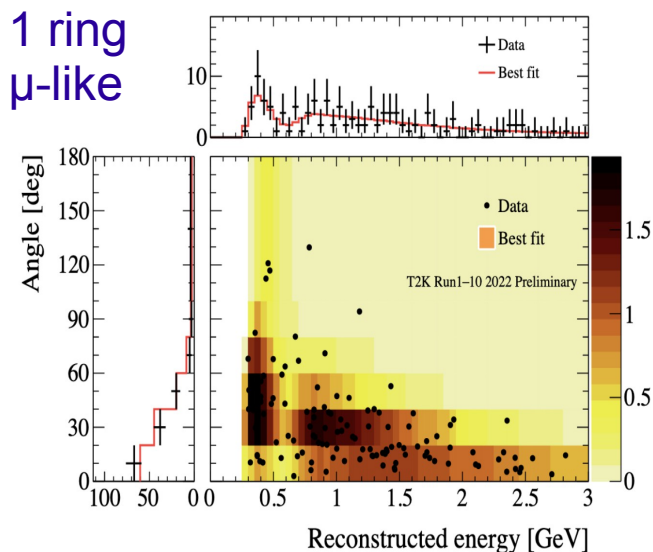 1 ring
μ-like
Data
Best fit
10
0
180
150
120
90
60
30
0
Angle [deg]
Data
Best fit
T2K Run1–10 2022 Preliminary
1.5
1
0.5
0
100 50 0
0 0.5 1 1.5 2 2.5 3
Reconstructed energy [GeV]